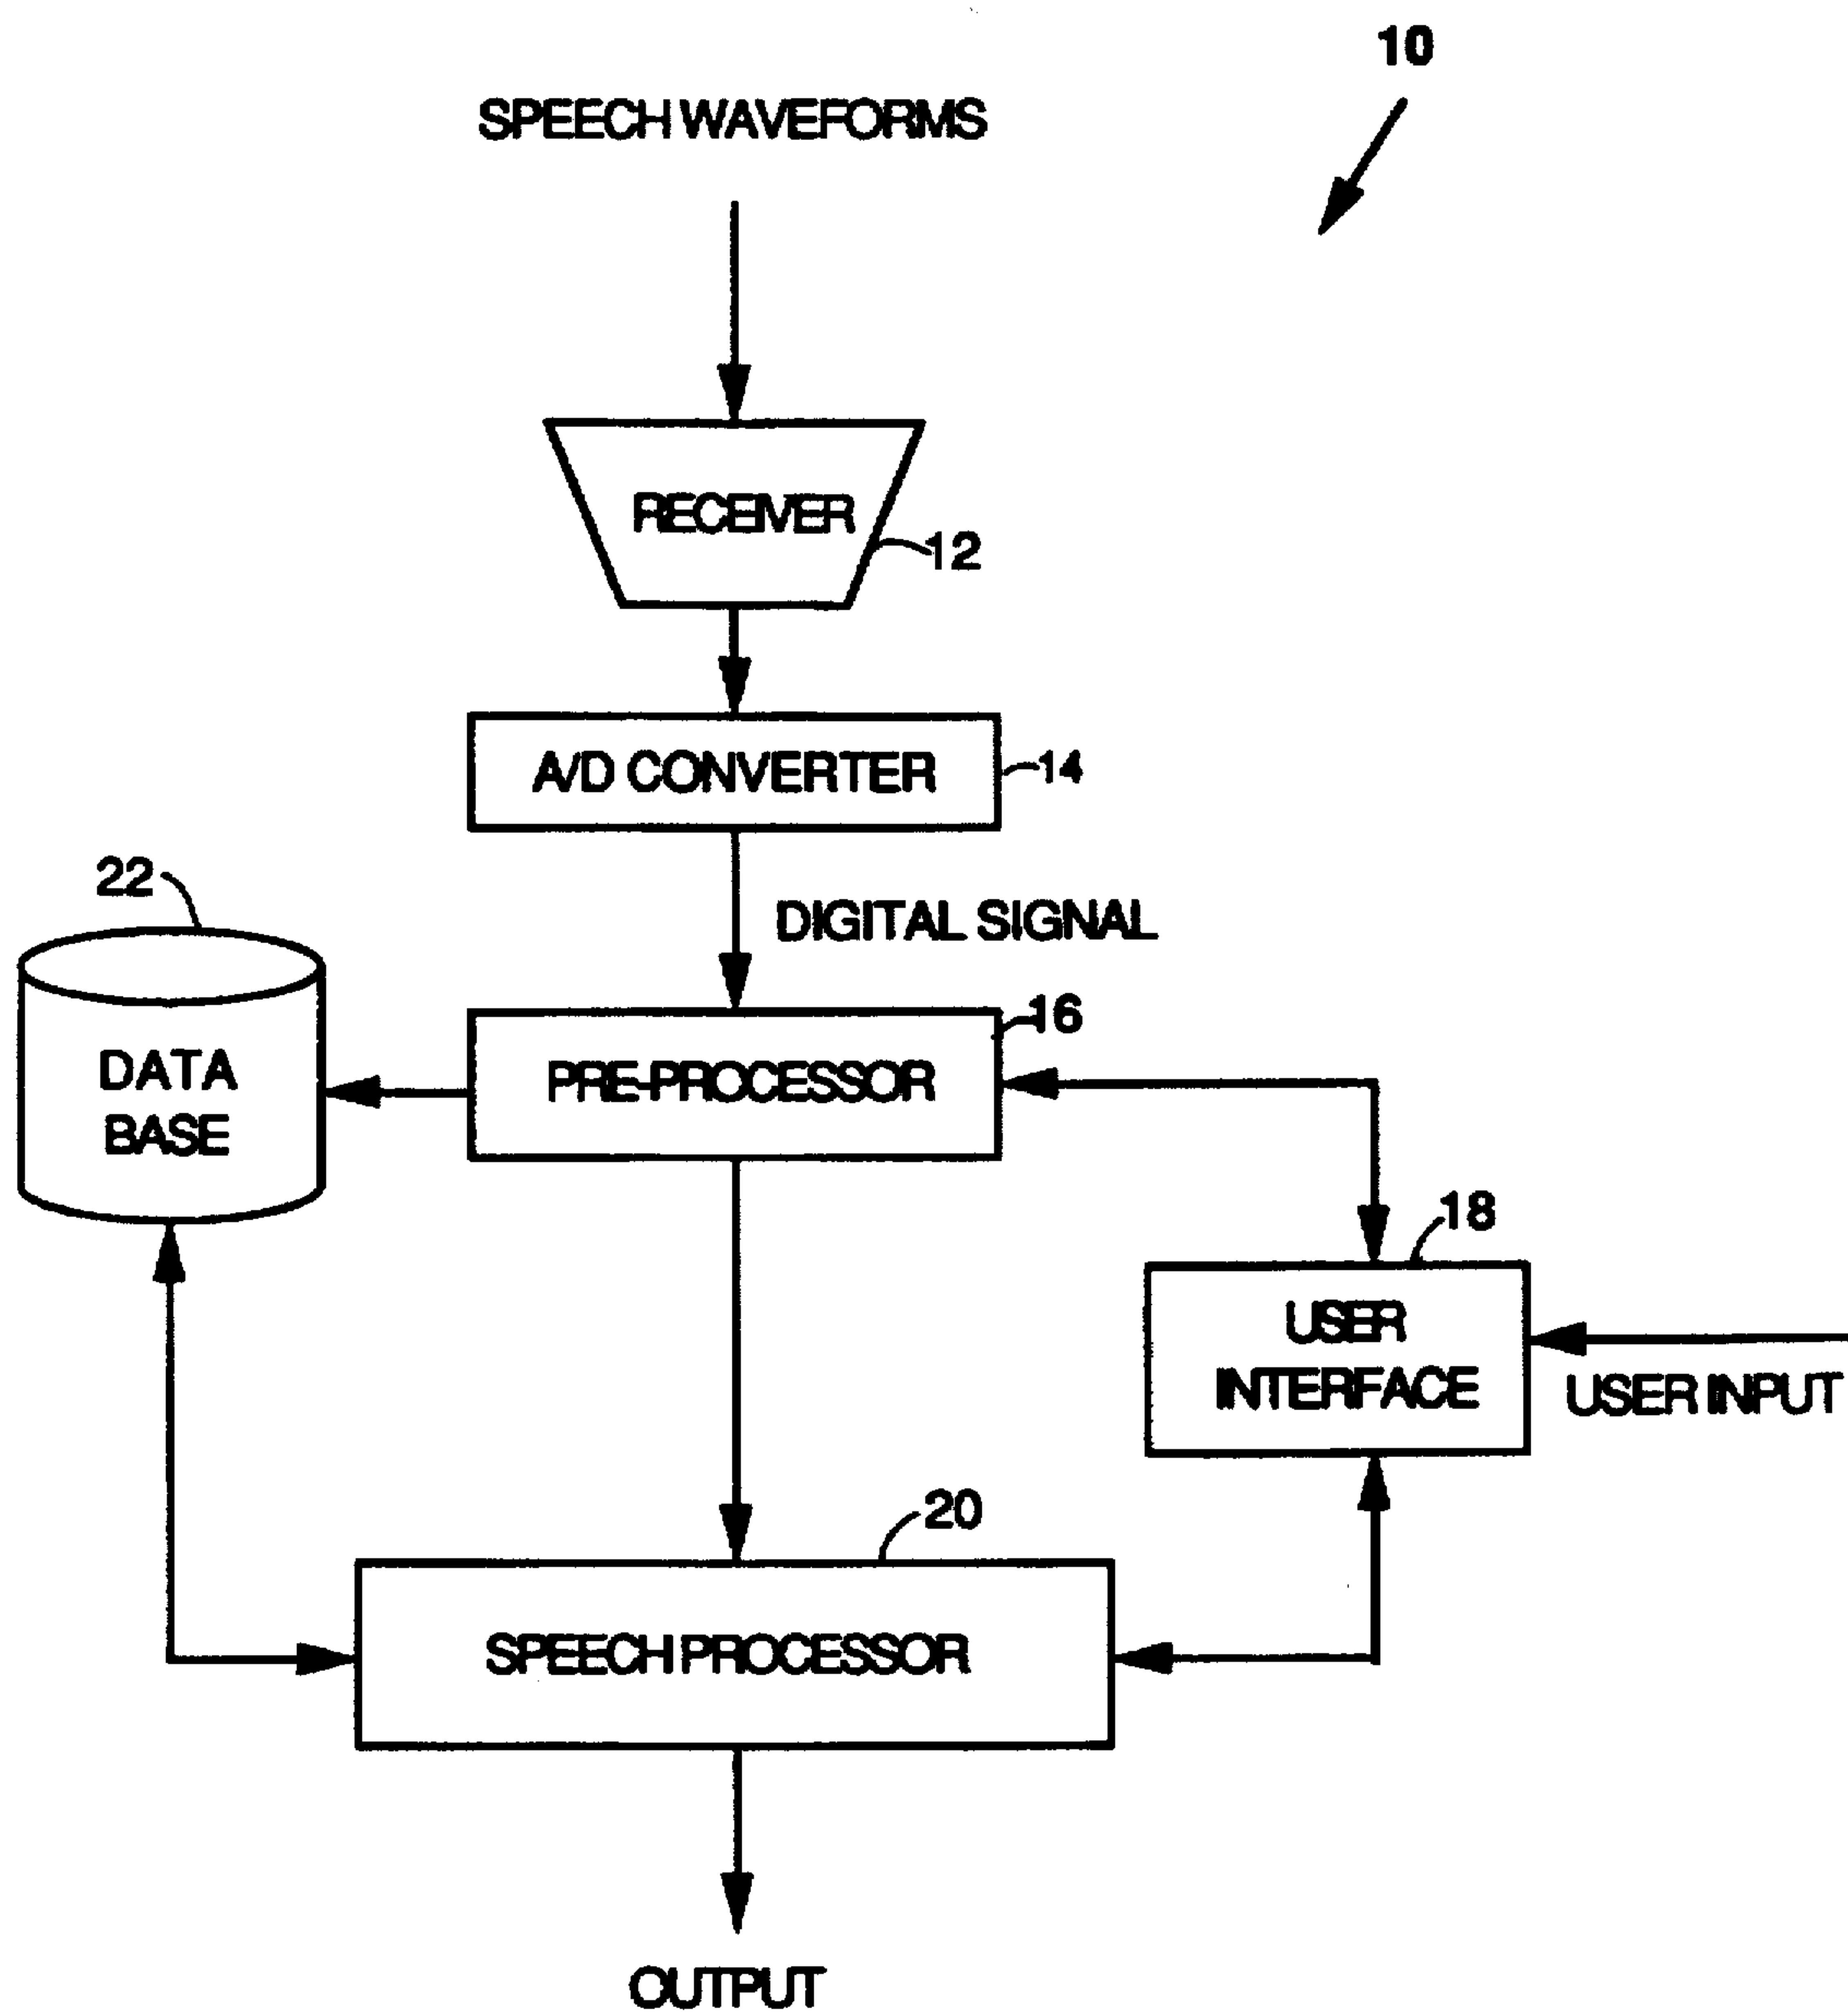 10
SPEECH WAVEFORMS
RECEIVER
12
A/D CONVERTER
14
22
DIGITAL SIGNAL
16
DATA
BASE
PRE-PROCESSOR
18
USER
INTERFACE
USER INPUT
20
SPEECH PROCESSOR
OUTPUT